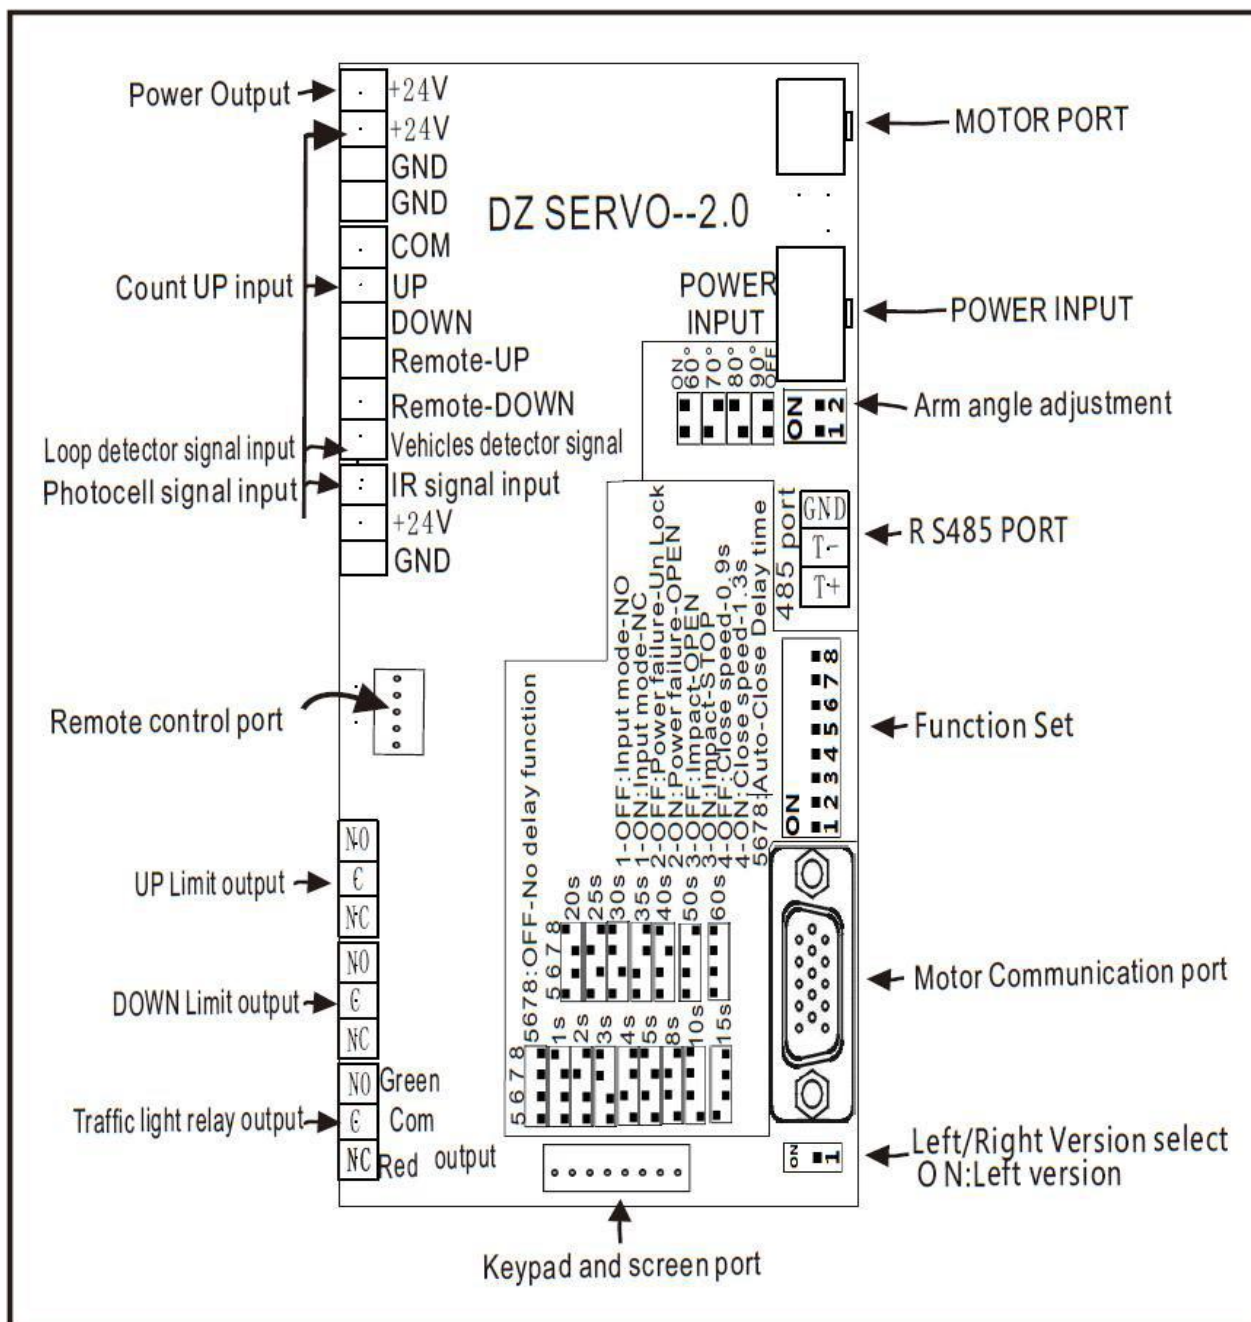 Power Output
+24V
+24V
GND
GND
COM
Count UP input
UP
DOWN
Remote-UP
Remote-DOWN
Loop detector signal input
Vehicles detector signal
Photocell signal input
IR signal input
+24V
GND
DZ SERVO--2.0
MOTOR PORT
POWER
INPUT
POWER INPUT
ON
60°
70°
80°
90°
OFF
ON
1 2
Arm angle adjustment
485 port
GND
T-
T+
R S485 PORT
1-OFF:Input mode-NO
1-ON:Input mode-NC
2-OFF:Power failure-Un Lock
2-ON:Power failure-OPEN
3-OFF:Impact-OPEN
3-ON:Impact-STOP
4-OFF:Close speed-0.9s
4-ON:Close speed-1.3s
5678:Auto-Close Delay time
ON
1 2 3 4 5 6 7 8
Function Set
Remote control port
5678:OFF-No delay function
5 6 7 8
20s
25s
30s
35s
40s
50s
60s
5 6 7 8
1s
2s
3s
4s
5s
8s
10s
15s
UP Limit output
NO
C
NC
DOWN Limit output
NO
C
NC
Traffic light relay output
NO
Green
C
Com
NC
Red output
Motor Communication port
ON
1
Left/Right Version select
O N:Left version
Keypad and screen port